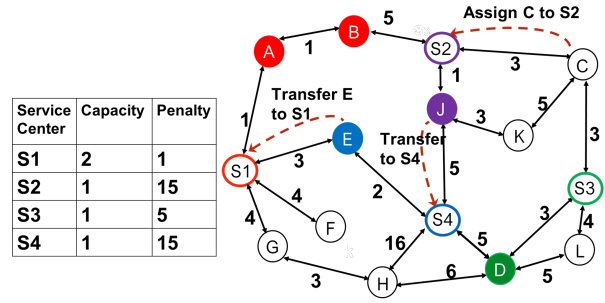 Assign C to S2
5
B
A
1
S2
3
C
Transfer E
to S1
1
J
3
5
K
1
E
Transfer
to S4
3
3
5
S1
2
S3
4
F
S4
3
4
4
G
16
5
L
3
H
6
D
5
Service Center Capacity Penalty
S1 2 1
S2 1 15
S3 1 5
S4 1 15